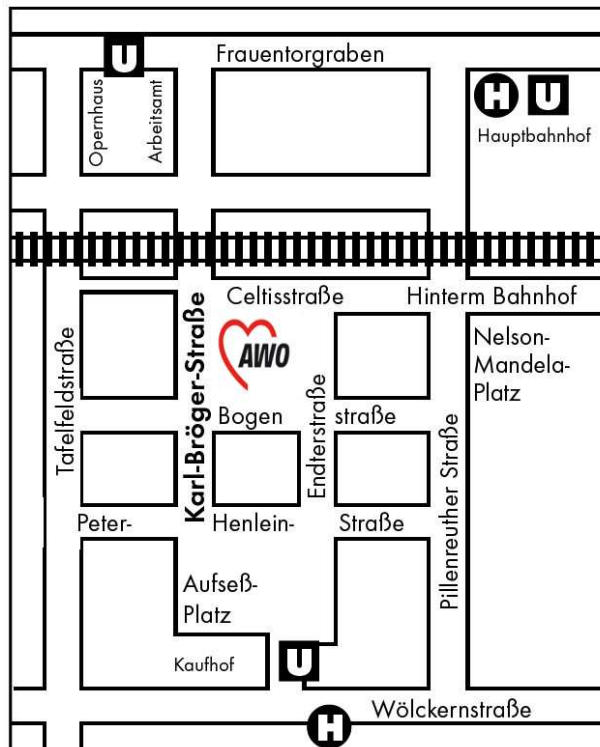 Frauentorgraben
U
Opernhaus
Arbeitsamt
H U
Hauptbahnhof
Celtisstraße
Hinterm Bahnhof
AWO
Nelson-
Mandela-
Platz
Tafelfeldstraße
Karl-Bröger-Straße
Endterstraße
Pillenreuther Straße
Bogen straße
Peter- Henlein- Straße
Aufseß-
Platz
Kaufhof
U
Wölckernstraße
H